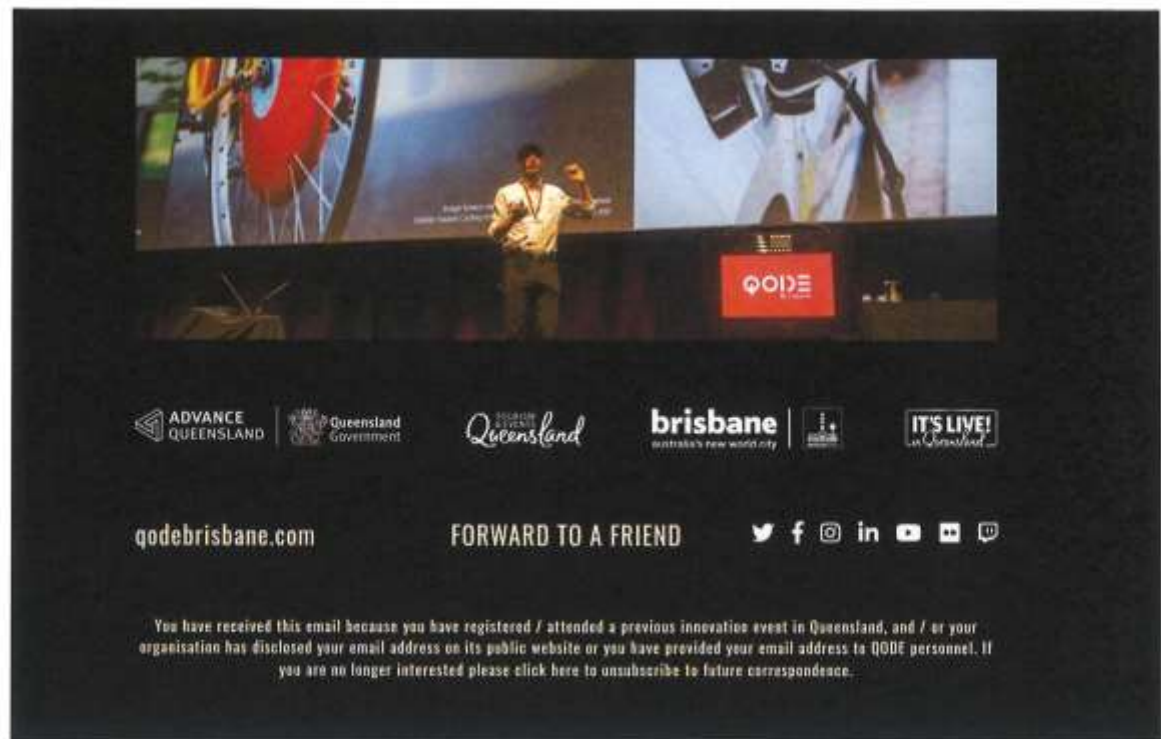 QODE
ADVANCE
QUEENSLAND
Queensland
Government
TOURISM
& EVENTS
Queensland
brisbane
australia's new world city
IT'S LIVE!
in Queensland
qodebrisbane.com
FORWARD TO A FRIEND
You have received this email because you have registered / attended a previous innovation event in Queensland, and / or your
organisation has disclosed your email address on its public website or you have provided your email address to QODE personnel. If
you are no longer interested please click here to unsubscribe to future correspondence.